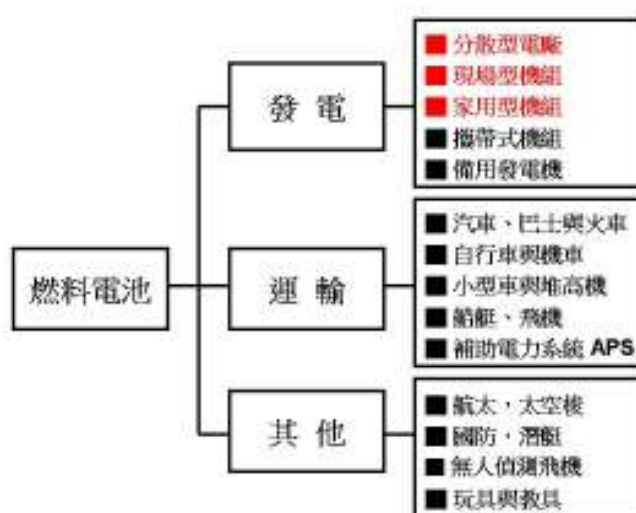 燃料電池
發電
■ 分散型電廠
■ 現場型機組
■ 家用型機組
■ 攜帶式機組
■ 備用發電機
運輸
■ 汽車、巴士與火車
■ 自行車與機車
■ 小型車與堆高機
■ 船艇、飛機
■ 補助電力系統 APS
其他
■ 航太，太空梭
■ 國防，潛艇
■ 無人偵測飛機
■ 玩具與教具